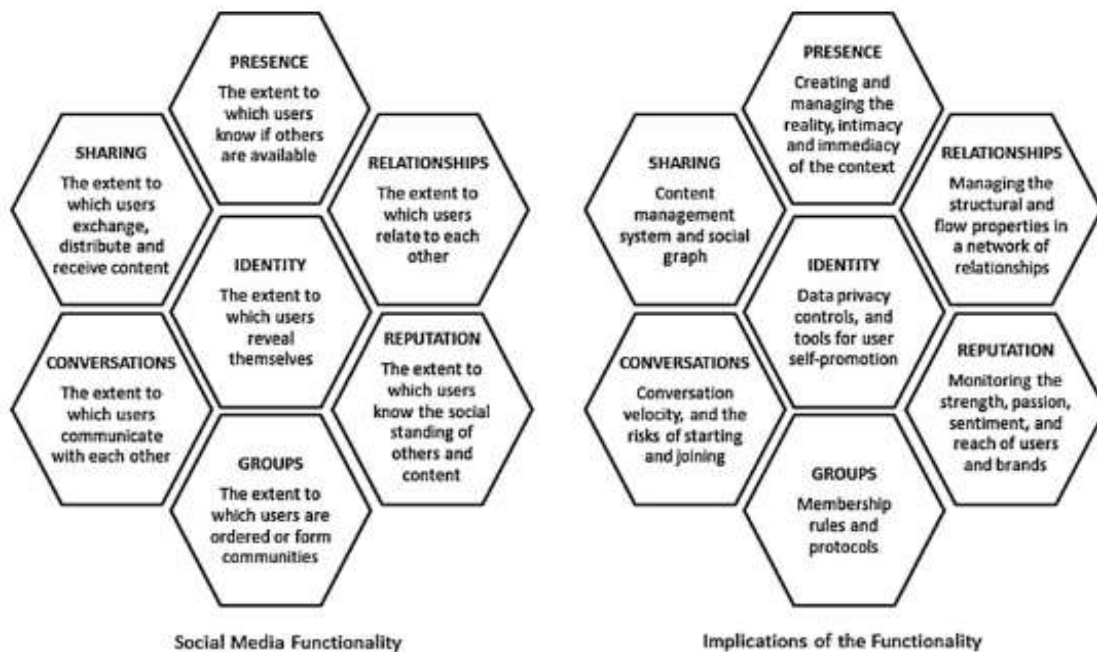 PRESENCE
The extent to
which users
know if others
are available
SHARING
The extent to
which users
exchange,
distribute and
receive content
RELATIONSHIPS
The extent to
which users
relate to each
other
IDENTITY
The extent to
which users
reveal
themselves
CONVERSATIONS
The extent to
which users
communicate
with each other
REPUTATION
The extent to
which users
know the social
standing of
others and
content
GROUPS
The extent to
which users are
ordered or form
communities
Social Media Functionality
PRESENCE
Creating and
managing the
reality, intimacy
and immediacy
of the context
SHARING
Content
management
system and social
graph
RELATIONSHIPS
Managing the
structural and
flow properties in
a network of
relationships
IDENTITY
Data privacy
controls, and
tools for user
self-promotion
CONVERSATIONS
Conversation
velocity, and the
risks of starting
and joining
REPUTATION
Monitoring the
strength, passion,
sentiment, and
reach of users
and brands
GROUPS
Membership
rules and
protocols
Implications of the Functionality